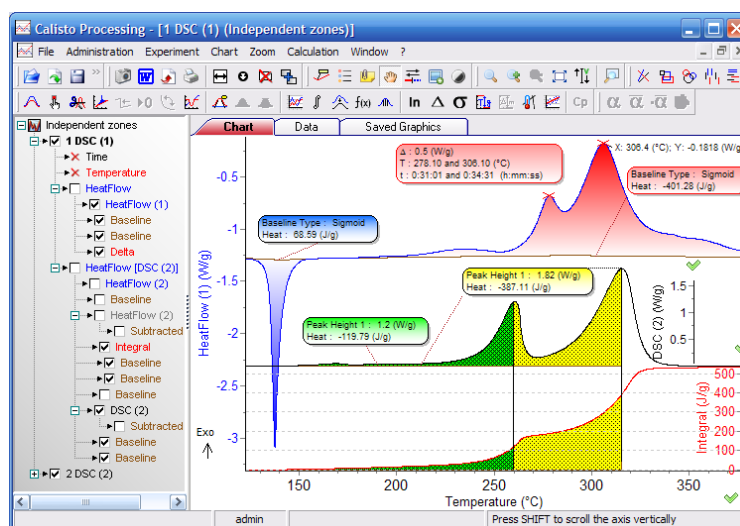 Calisto Processing - [1 DSC (1) (Independent zones)]
File Administration Experiment Chart Zoom Calculation Window ?
ln Δ σ Cp α α -α
Independent zones
1 DSC (1)
Time
Temperature
HeatFlow
HeatFlow (1)
Baseline
Baseline
Delta
HeatFlow [DSC (2)]
HeatFlow (2)
Baseline
HeatFlow (2)
Subtracted
Integral
Baseline
Baseline
Baseline
DSC (2)
Subtracted
Baseline
Baseline
2 DSC (2)
Chart Data Saved Graphics
Δ : 0.5 (W/g)
T : 278.10 and 306.10 (°C)
t : 0:31:01 and 0:34:31 (h:mm:ss)
X: 306.4 (°C); Y: -0.1818 (W/g)
Baseline Type : Sigmoid
Heat : -401.28 (J/g)
Baseline Type : Sigmoid
Heat : 68.59 (J/g)
Peak Height 1 : 1.82 (W/g)
Heat : -387.11 (J/g)
Peak Height 1 : 1.2 (W/g)
Heat : -119.79 (J/g)
HeatFlow (1) (W/g)
-0.5
-1
-1.5
-2
-2.5
-3
DSC (2) (W/g)
1.5
1
0.5
Integral (J/g)
500
400
300
200
100
0
Exo
150 200 250 300 350
Temperature (°C)
admin
Press SHIFT to scroll the axis vertically